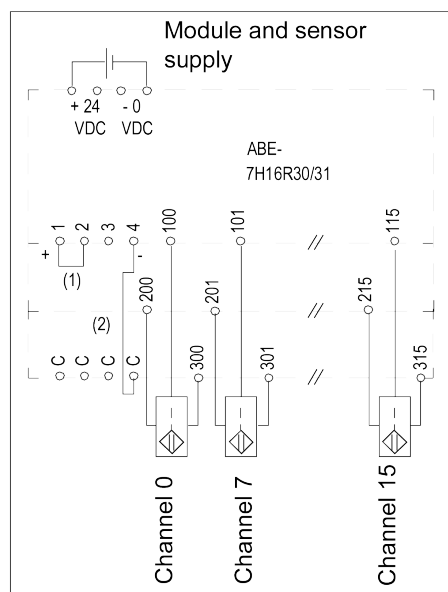 Module and sensor
supply
+ 24 - 0
VDC VDC
ABE-
7H16R30/31
1 2 3 4 100 101 // 115
+ -
(1)
200 201 // 215
(2)
C C C C 300 301 // 315
Channel 0 Channel 7 Channel 15